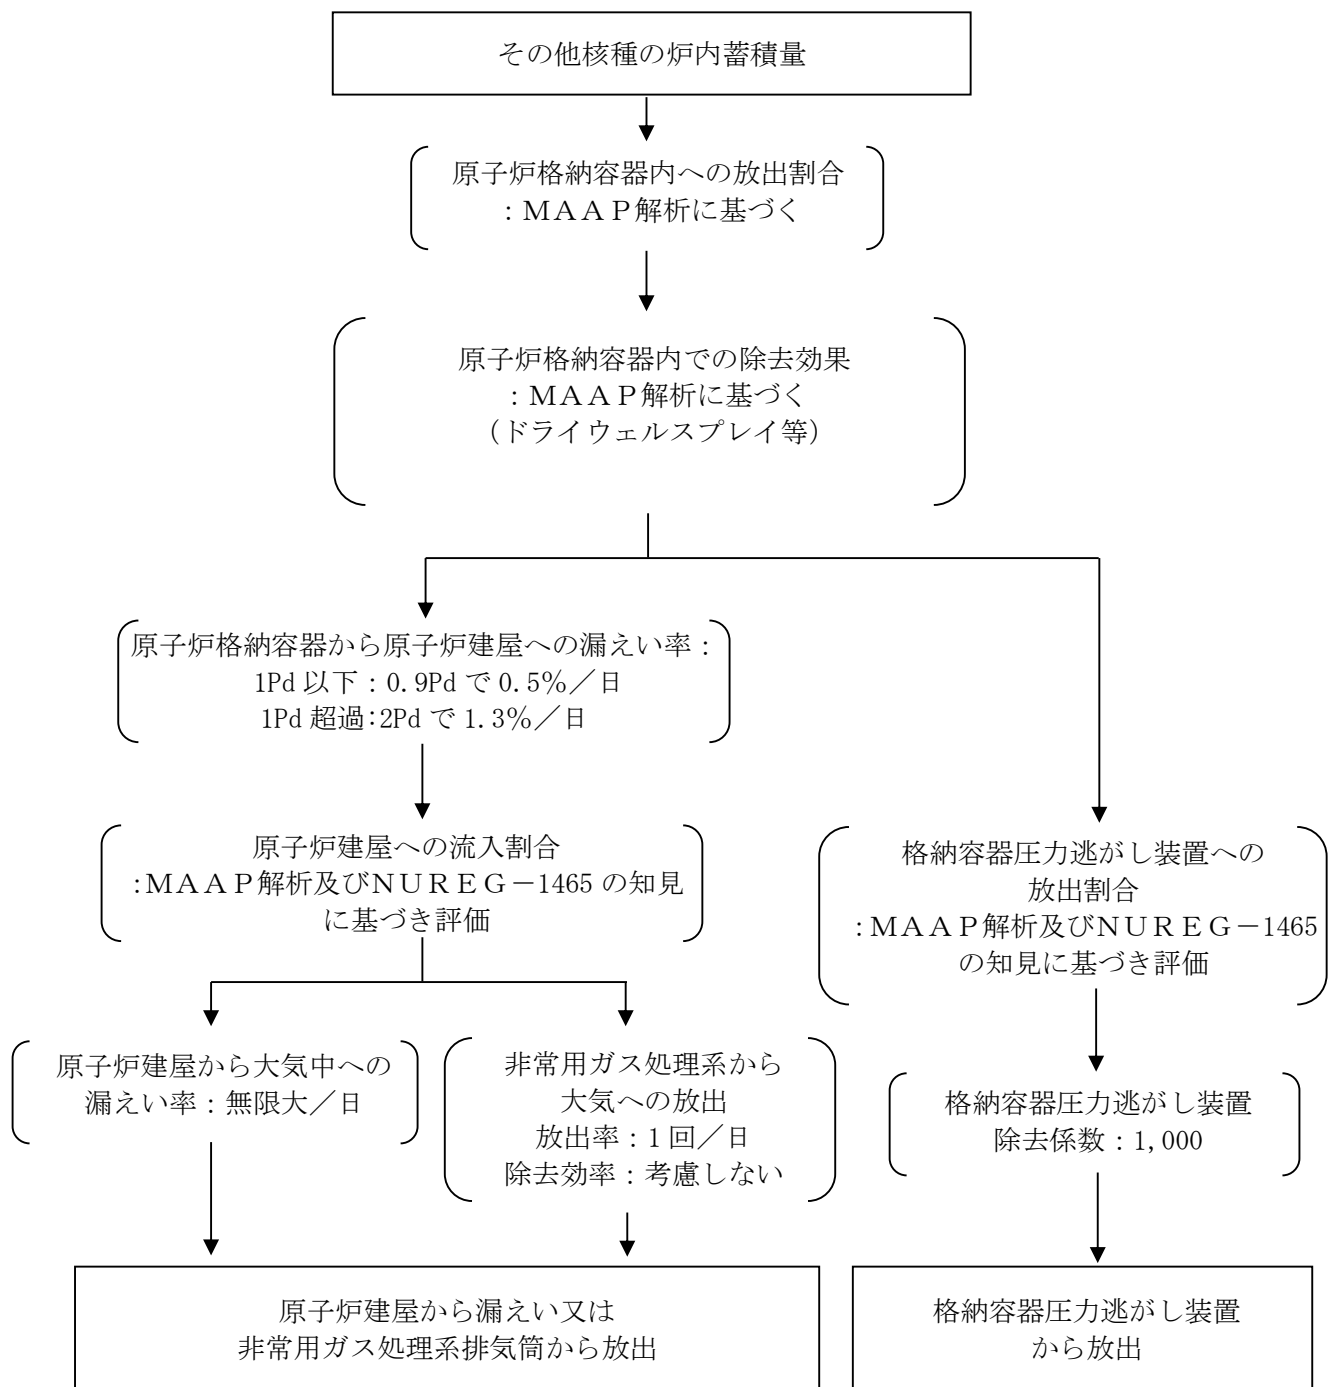 その他核種の炉内蓄積量
原子炉格納容器内への放出割合
：ＭＡＡＰ解析に基づく
原子炉格納容器内での除去効果
：ＭＡＡＰ解析に基づく
（ドライウェルスプレイ等）
原子炉格納容器から原子炉建屋への漏えい率：
1Pd 以下：0.9Pd で 0.5％／日
1Pd 超過：2Pd で 1.3％／日
原子炉建屋への流入割合
：ＭＡＡＰ解析及びＮＵＲＥＧ－1465 の知見
に基づき評価
格納容器圧力逃がし装置への
放出割合
：ＭＡＡＰ解析及びＮＵＲＥＧ－1465
の知見に基づき評価
原子炉建屋から大気中への
漏えい率：無限大／日
非常用ガス処理系から
大気への放出
放出率：1 回／日
除去効率：考慮しない
格納容器圧力逃がし装置
除去係数：1,000
原子炉建屋から漏えい又は
非常用ガス処理系排気筒から放出
格納容器圧力逃がし装置
から放出